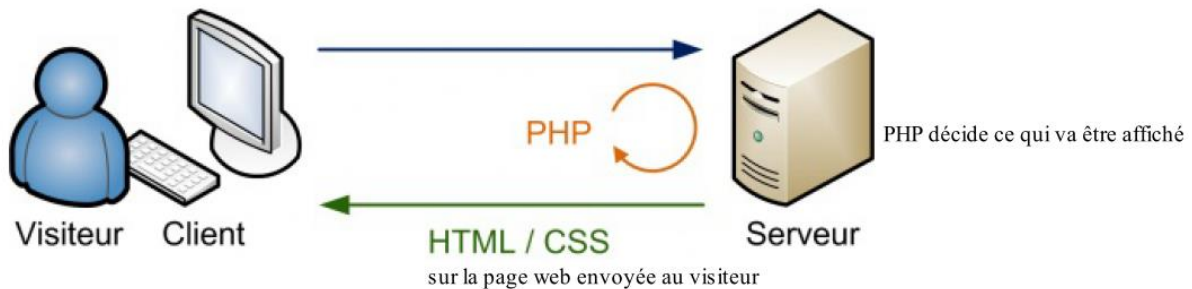 PHP
PHP décide ce qui va être affiché
Visiteur
Client
HTML / CSS
Serveur
sur la page web envoyée au visiteur